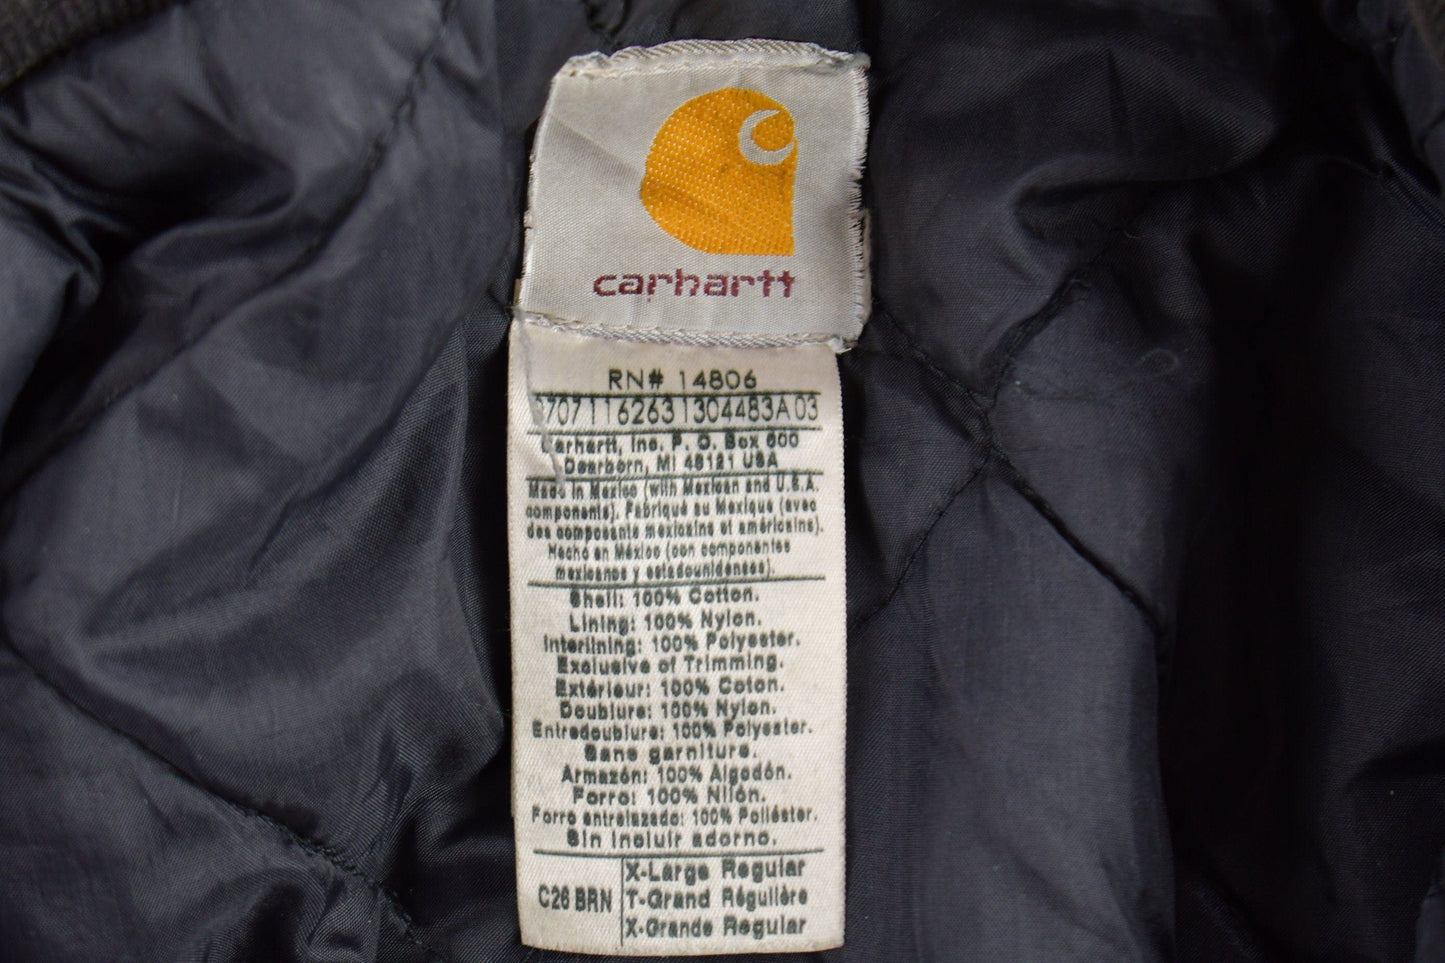 carhartt
RN# 14806
707116262631304483A03
Carhartt, Inc. P. O. Box 600
Dearborn, MI 48121 USA
Made in Mexico (with Mexican and U.S.A.
components). Fabriqué au Mexique (avec
des composants mexicains et américains).
Hecho en México (con componentes
mexicanos y estadounidenses).
Shell: 100% Cotton.
Lining: 100% Nylon.
Interlining: 100% Polyester.
Exclusive of Trimming.
Extérieur: 100% Coton.
Doublure: 100% Nylon.
Entredoublure: 100% Polyester.
Sans garniture.
Armazón: 100% Algodón.
Forro: 100% Nilón.
Forro entrelazado: 100% Poliéster.
Sin incluir adorno.
C26 BRN
X-Large Regular
T-Grand Régulière
X-Grande Regular